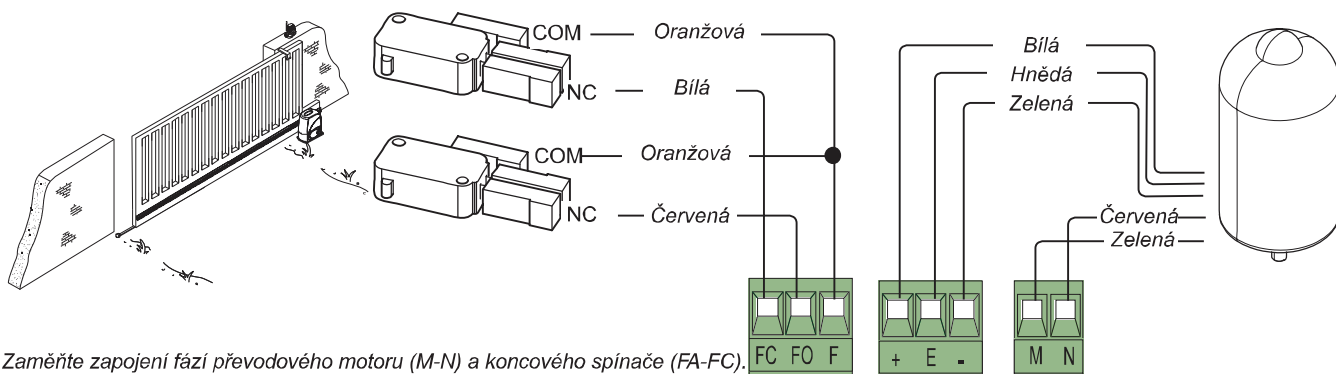 COM Oranžová
NC Bílá
COM Oranžová
NC Červená
Bílá
Hnědá
Zelená
Červená
Zelená
FC FO F
+ E -
M N
Zaměňte zapojení fází převodového motoru (M-N) a koncového spínače (FA-FC).